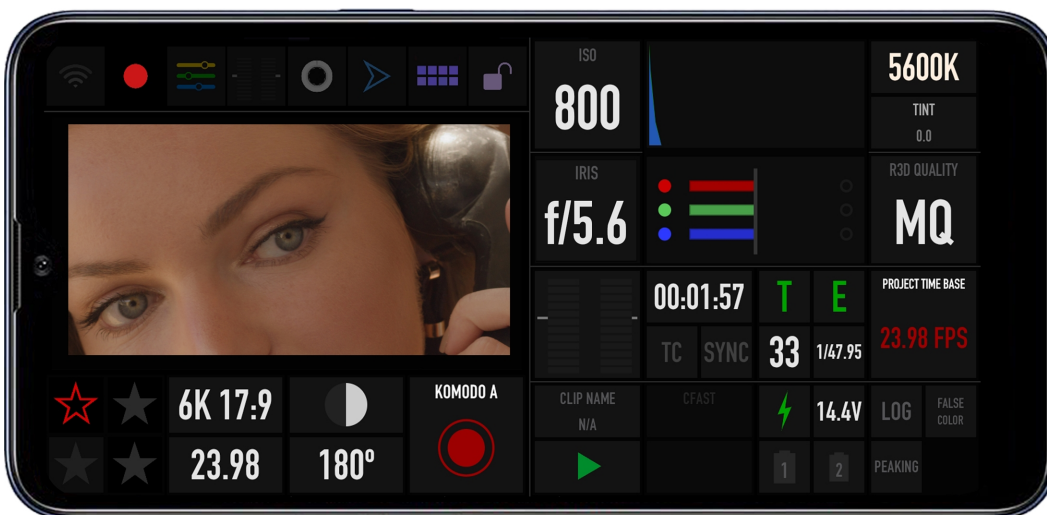 ISO
800
5600K
TINT
0.0
IRIS
f/5.6
R3D QUALITY
MQ
00:01:57
T
E
PROJECT TIME BASE
TC
SYNC
33
1/47.95
23.98 FPS
6K 17:9
KOMODO A
23.98
180º
CLIP NAME
N/A
CFAST
14.4V
LOG
FALSE
COLOR
1
2
PEAKING